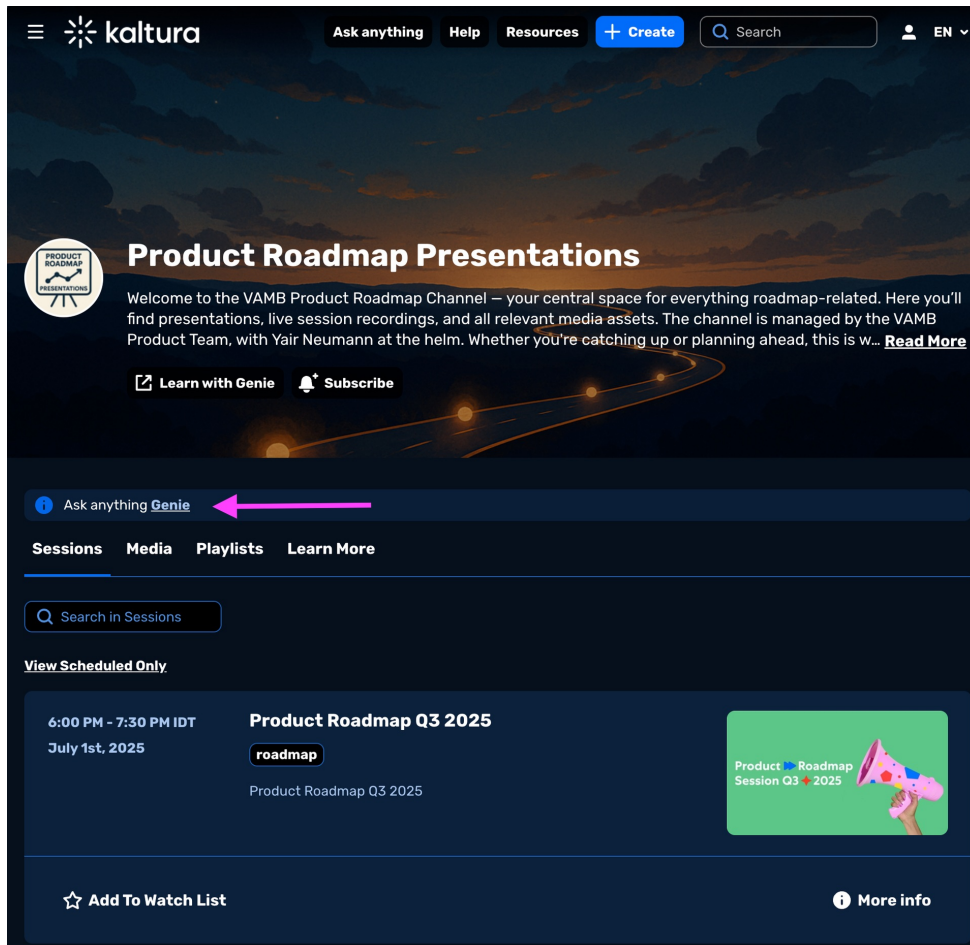 kaltura
Ask anything
Help
Resources
+ Create
Search
EN
PRODUCT
ROADMAP
PRESENTATIONS
Product Roadmap Presentations
Welcome to the VAMB Product Roadmap Channel – your central space for everything roadmap-related. Here you'll
find presentations, live session recordings, and all relevant media assets. The channel is managed by the VAMB
Product Team, with Yair Neumann at the helm. Whether you're catching up or planning ahead, this is w... Read More
Learn with Genie
Subscribe
Ask anything Genie
Sessions
Media
Playlists
Learn More
Search in Sessions
View Scheduled Only
6:00 PM - 7:30 PM IDT
July 1st, 2025
Product Roadmap Q3 2025
roadmap
Product Roadmap Q3 2025
Product Roadmap
Session Q3 2025
Add To Watch List
More info